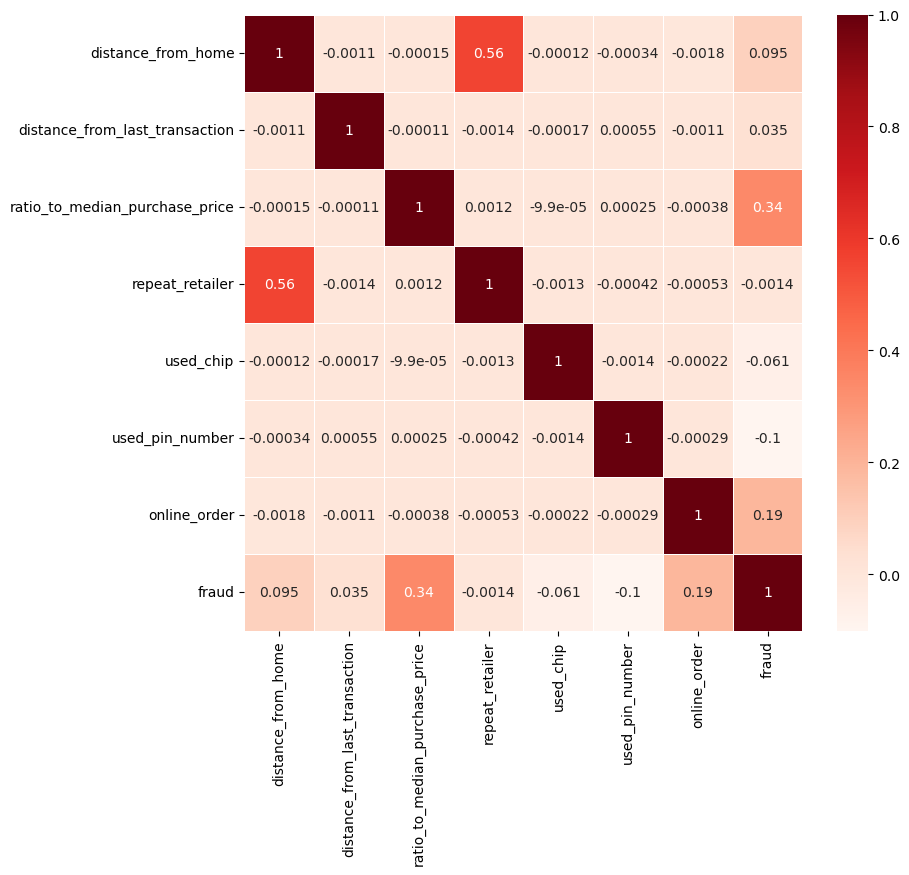 distance_from_home 1 -0.0011 -0.00015 0.56 -0.00012 -0.00034 -0.0018 0.095
distance_from_last_transaction -0.0011 1 -0.00011 -0.0014 -0.00017 0.00055 -0.0011 0.035
ratio_to_median_purchase_price -0.00015 -0.00011 1 0.0012 -9.9e-05 0.00025 -0.00038 0.34
repeat_retailer 0.56 -0.0014 0.0012 1 -0.0013 -0.00042 -0.00053 -0.0014
used_chip -0.00012 -0.00017 -9.9e-05 -0.0013 1 -0.0014 -0.00022 -0.061
used_pin_number -0.00034 0.00055 0.00025 -0.00042 -0.0014 1 -0.00029 -0.1
online_order -0.0018 -0.0011 -0.00038 -0.00053 -0.00022 -0.00029 1 0.19
fraud 0.095 0.035 0.34 -0.0014 -0.061 -0.1 0.19 1
distance_from_home
distance_from_last_transaction
ratio_to_median_purchase_price
repeat_retailer
used_chip
used_pin_number
online_order
fraud
1.0
0.8
0.6
0.4
0.2
0.0